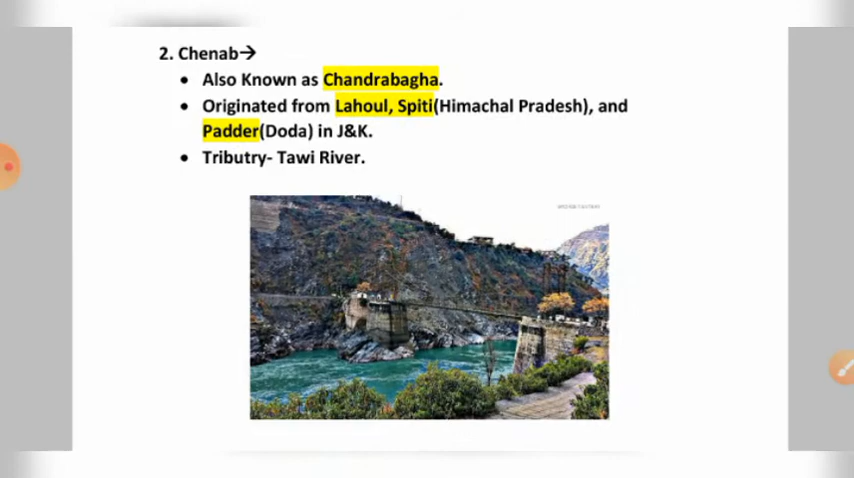 2. Chenab→
• Also Known as Chandrabagha.
• Originated from Lahoul, Spiti(Himachal Pradesh), and
Padder(Doda) in J&K.
• Tributry- Tawi River.